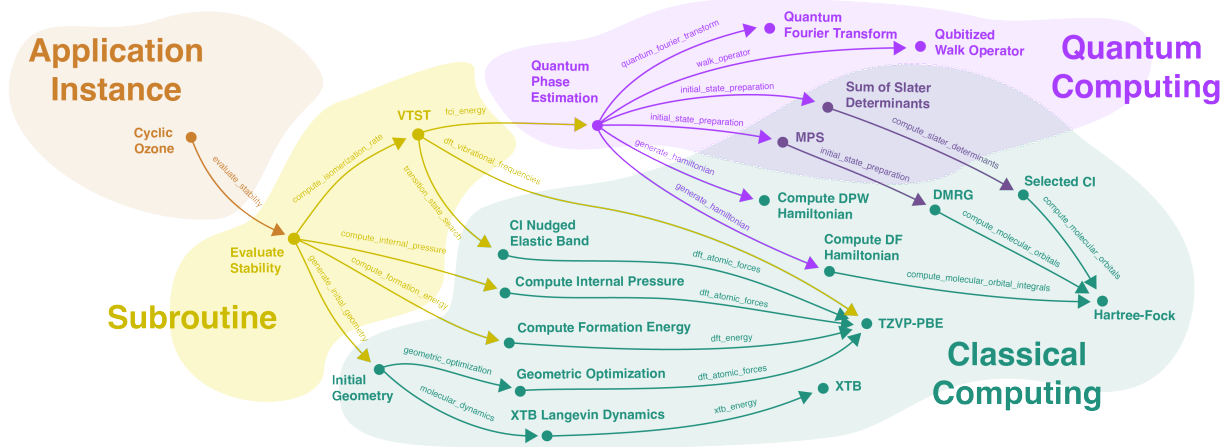 Application
Instance
Cyclic
Ozone
evaluate_stability
Evaluate
Stability
Subroutine
compute_isomerization_rate
compute_internal_pressure
compute_formation_energy
generate_initial_geometry
VTST
fci_energy
dft_vibrational_frequencies
transition_state_search
Quantum
Phase
Estimation
quantum_fourier_transform
walk_operator
initial_state_preparation
initial_state_preparation
generate_hamiltonian
generate_hamiltonian
Quantum
Fourier Transform
Qubitized
Walk Operator
Quantum
Computing
Sum of Slater
Determinants
compute_slater_determinants
MPS
initial_state_preparation
Compute DPW
Hamiltonian
DMRG
compute_molecular_orbitals
Selected CI
compute_molecular_orbitals
Compute DF
Hamiltonian
compute_molecular_orbital_integrals
Hartree-Fock
CI Nudged
Elastic Band
dft_atomic_forces
Compute Internal Pressure
dft_atomic_forces
Compute Formation Energy
dft_energy
TZVP-PBE
Initial
Geometry
geometric_optimization
molecular_dynamics
Geometric Optimization
dft_atomic_forces
XTB Langevin Dynamics
xtb_energy
XTB
Classical
Computing